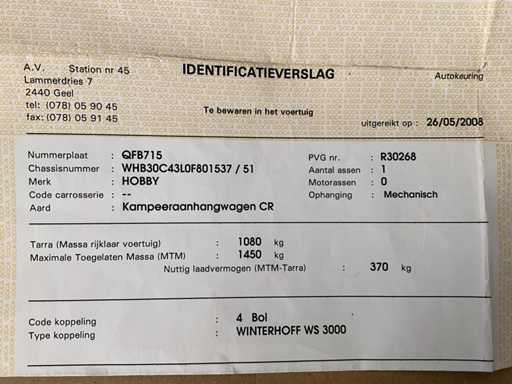 A.V. Station nr 45 IDENTIFICATIEVERSLAG Autokeuring
Lammerdries 7
2440 Geel
tel: (078) 05 90 45 Te bewaren in het voertuig
fax: (078) 05 91 45 uitgereikt op : 26/05/2008
Nummerplaat : QFB715 PVG nr. : R30268
Chassisnummer : WHB30C43L0F801537 / 51 Aantal assen : 1
Merk : HOBBY Motorassen : 0
Code carrosserie : -- Ophanging : Mechanisch
Aard : Kampeeraanhangwagen CR
Tarra (Massa rijklaar voertuig) : 1080 kg
Maximale Toegelaten Massa (MTM) : 1450 kg
Nuttig laadvermogen (MTM-Tarra) : 370 kg
Code koppeling : 4 Bol
Type koppeling : WINTERHOFF WS 3000